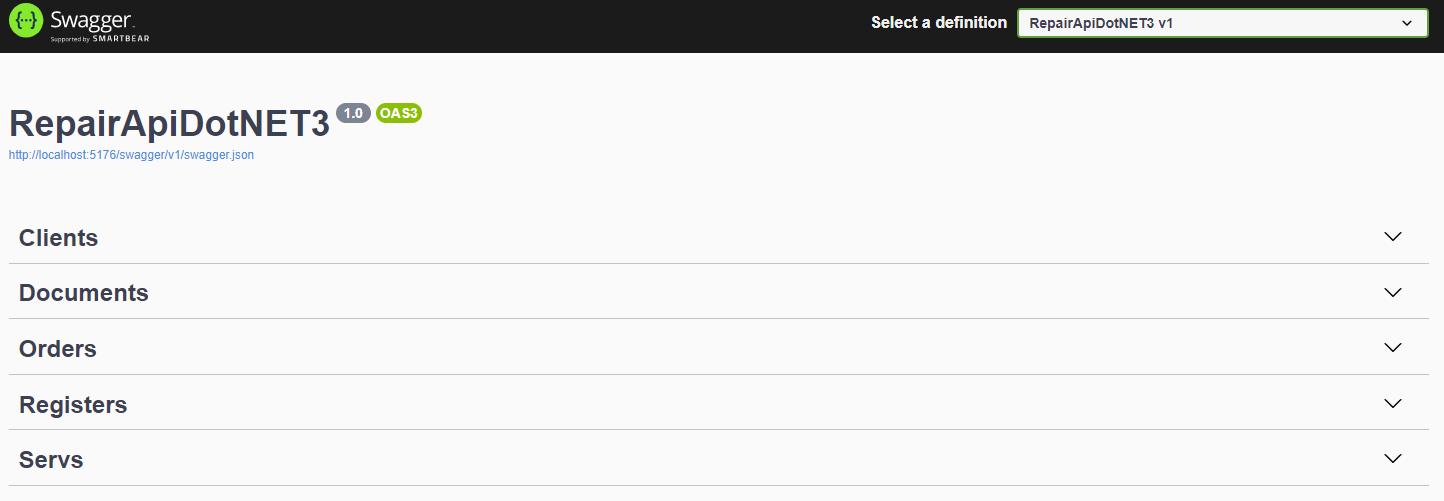 Swagger.
Supported by SMARTBEAR
Select a definition
RepairApiDotNET3 v1
RepairApiDotNET3 1.0 OAS3
http://localhost:5176/swagger/v1/swagger.json
Clients
Documents
Orders
Registers
Servs